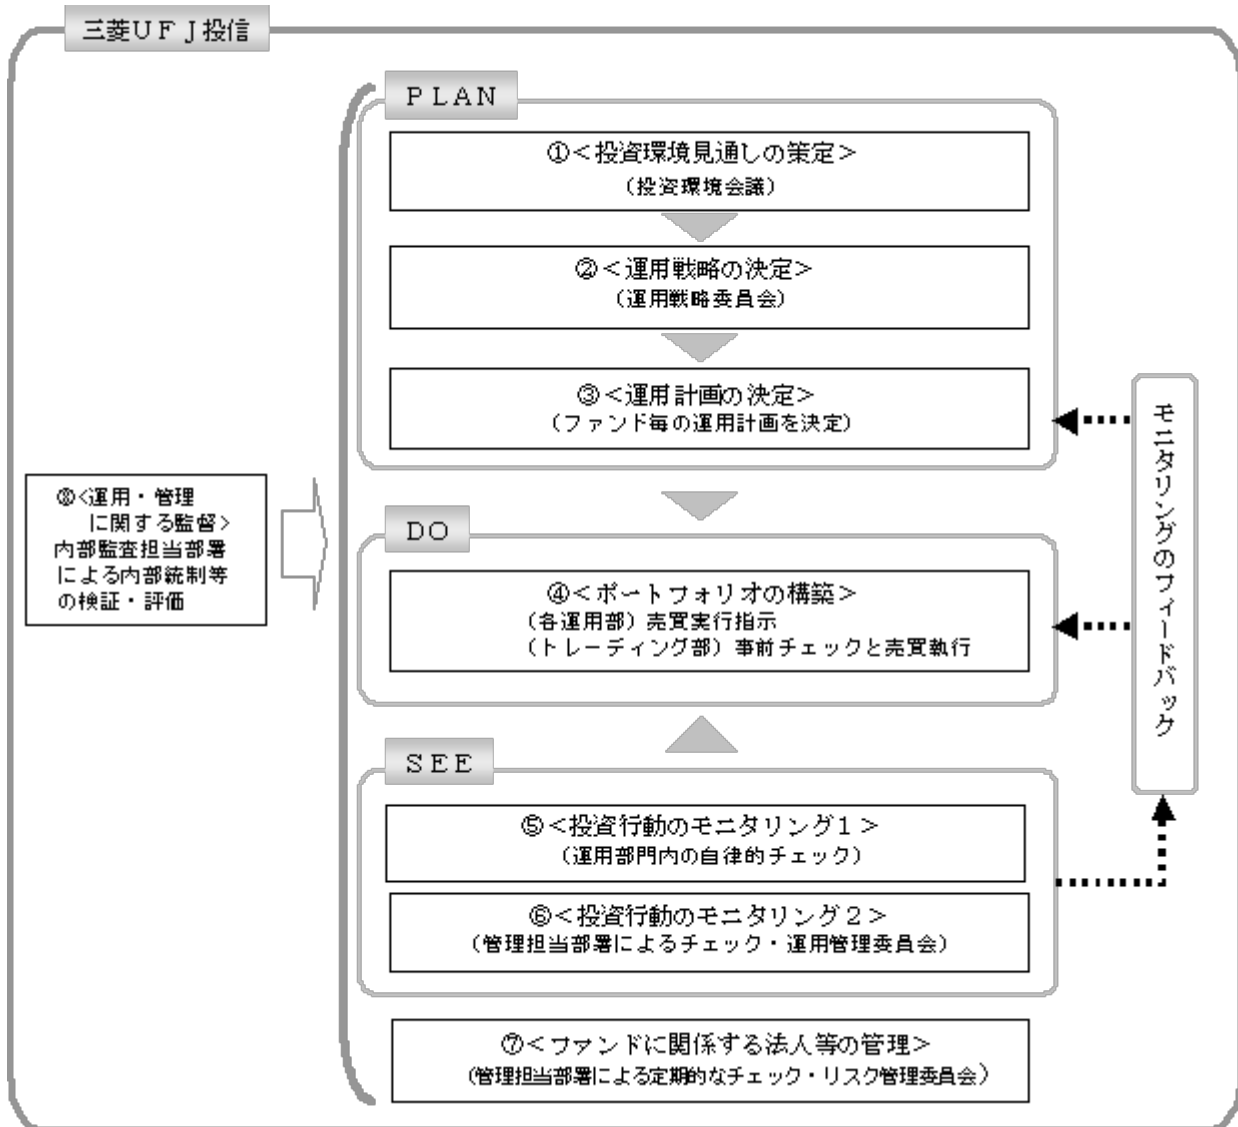 三菱ＵＦＪ投信
ＰＬＡＮ
①＜投資環境見通しの策定＞
（投資環境会議）
②＜運用戦略の決定＞
（運用戦略委員会）
③＜運用計画の決定＞
（ファンド毎の運用計画を決定）
⑧＜運用・管理
に関する監督＞
内部監査担当部署
による内部統制等
の検証・評価
ＤＯ
④＜ポートフォリオの構築＞
（各運用部）売買実行指示
（トレーディング部）事前チェックと売買執行
モニタリングのフィードバック
ＳＥＥ
⑤＜投資行動のモニタリング１＞
（運用部門内の自律的チェック）
⑥＜投資行動のモニタリング２＞
（管理担当部署によるチェック・運用管理委員会）
⑦＜ファンドに関係する法人等の管理＞
（管理担当部署による定期的なチェック・リスク管理委員会）